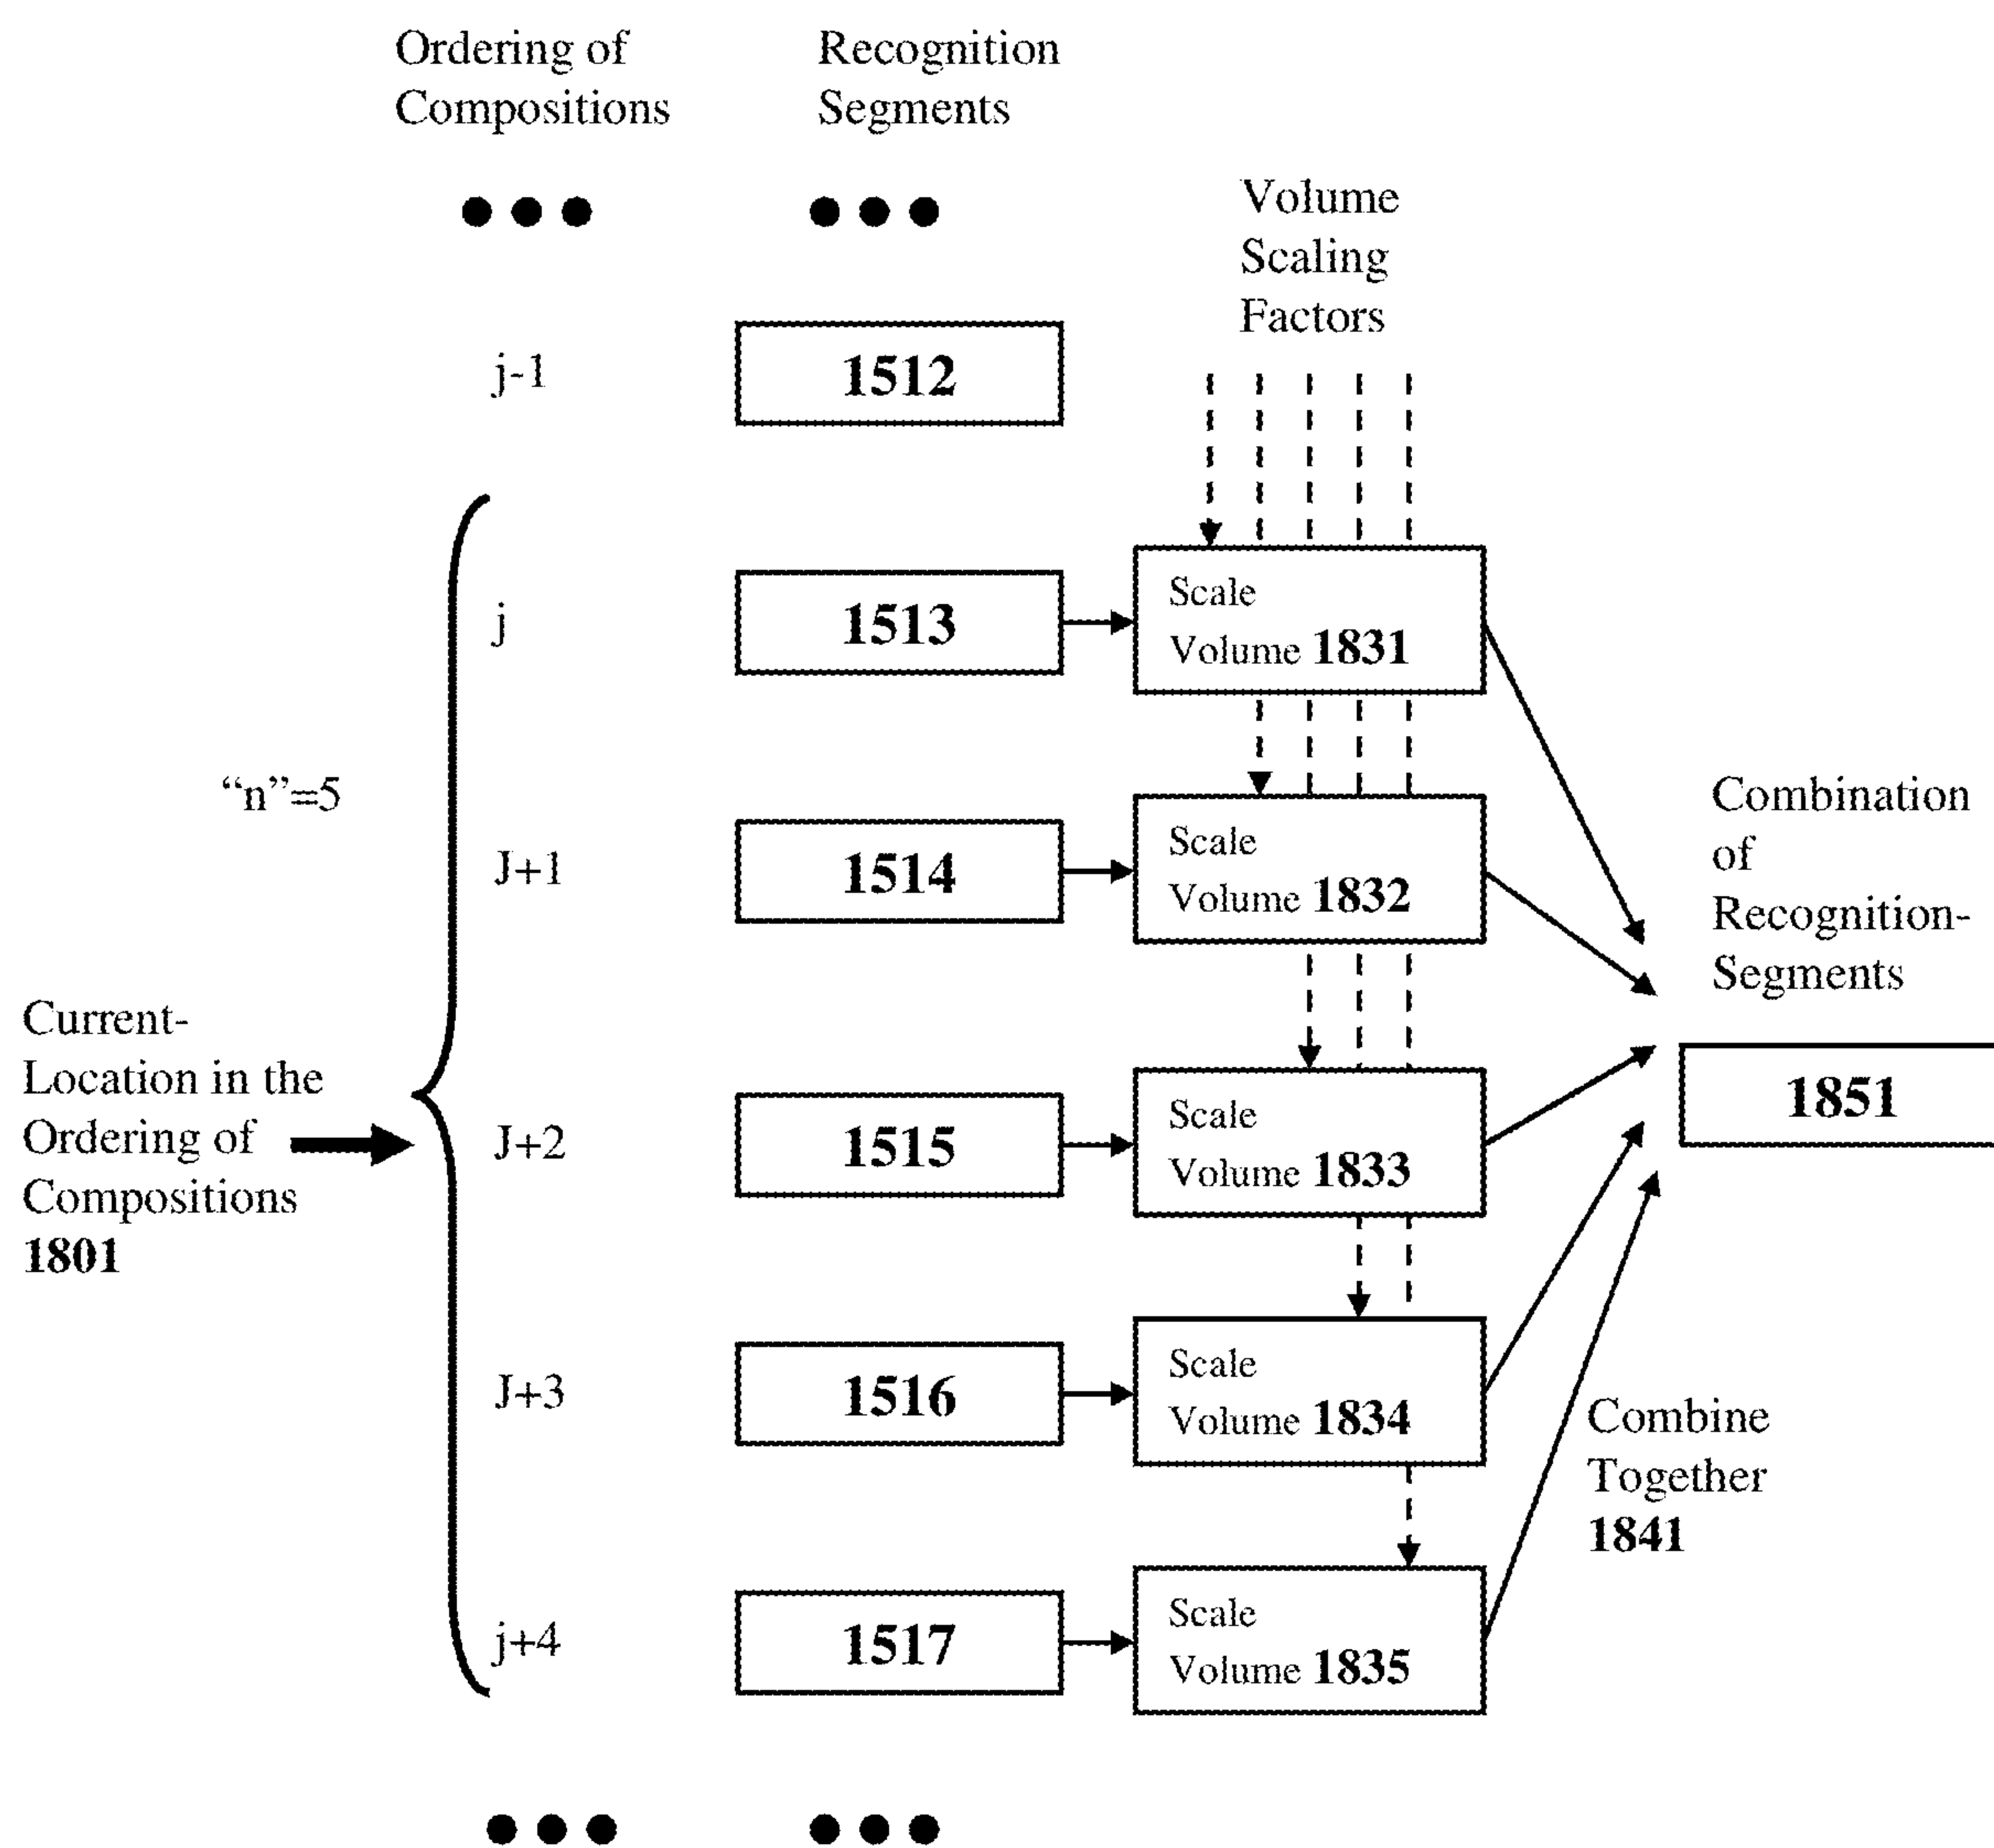 Ordering of
Compositions
Recognition
Segments
Volume
Scaling
Factors
j-1
1512
j
1513
Scale
Volume 1831
“n”=5
J+1
1514
Scale
Volume 1832
Combination
of
Recognition-
Segments
1851
Current-
Location in the
Ordering of
Compositions
1801
J+2
1515
Scale
Volume 1833
J+3
1516
Scale
Volume 1834
Combine
Together
1841
j+4
1517
Scale
Volume 1835